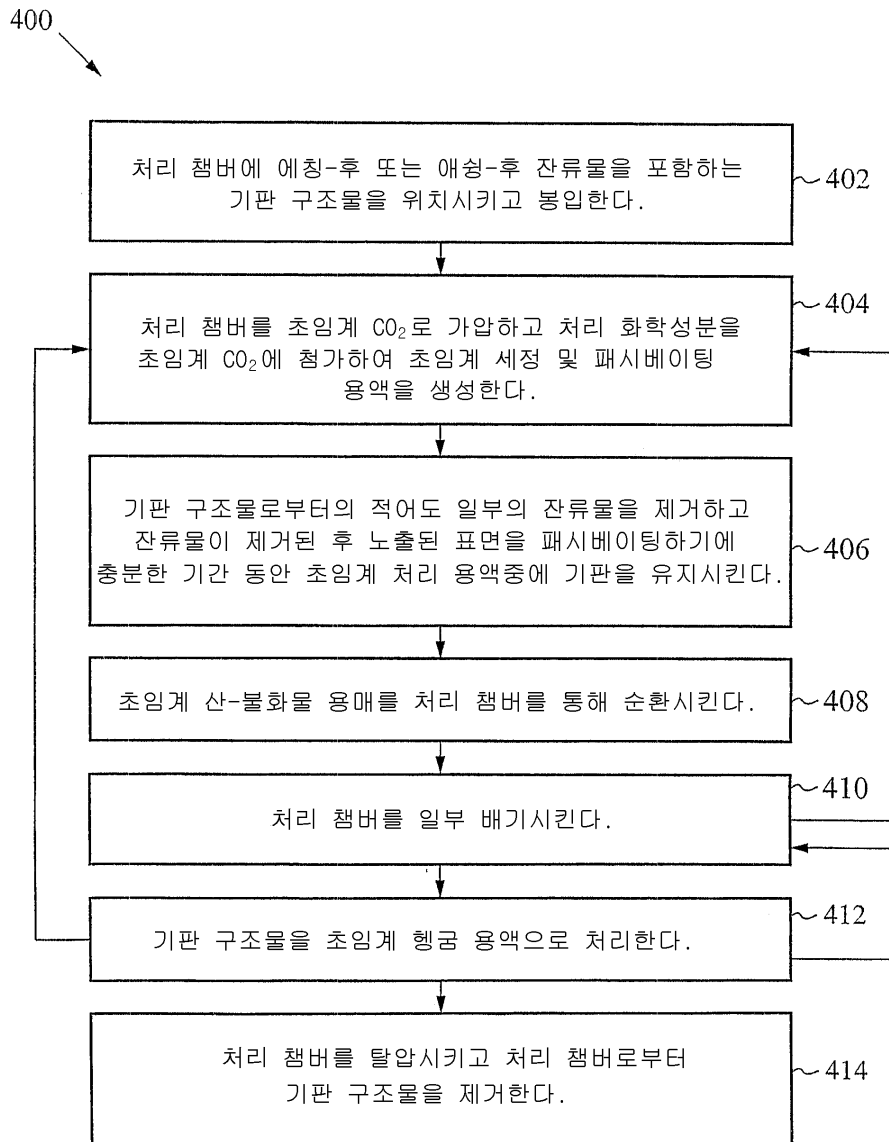 400
처리 챔버에 에칭-후 또는 애슁-후 잔류물을 포함하는
기판 구조물을 위치시키고 봉입한다.
402
처리 챔버를 초임계 CO₂로 가압하고 처리 화학성분을
초임계 CO₂에 첨가하여 초임계 세정 및 패시베이팅
용액을 생성한다.
404
기판 구조물로부터의 적어도 일부의 잔류물을 제거하고
잔류물이 제거된 후 노출된 표면을 패시베이팅하기에
충분한 기간 동안 초임계 처리 용액중에 기판을 유지시킨다.
406
초임계 산-불화물 용매를 처리 챔버를 통해 순환시킨다.
408
처리 챔버를 일부 배기시킨다.
410
기판 구조물을 초임계 헹굼 용액으로 처리한다.
412
처리 챔버를 탈압시키고 처리 챔버로부터
기판 구조물을 제거한다.
414